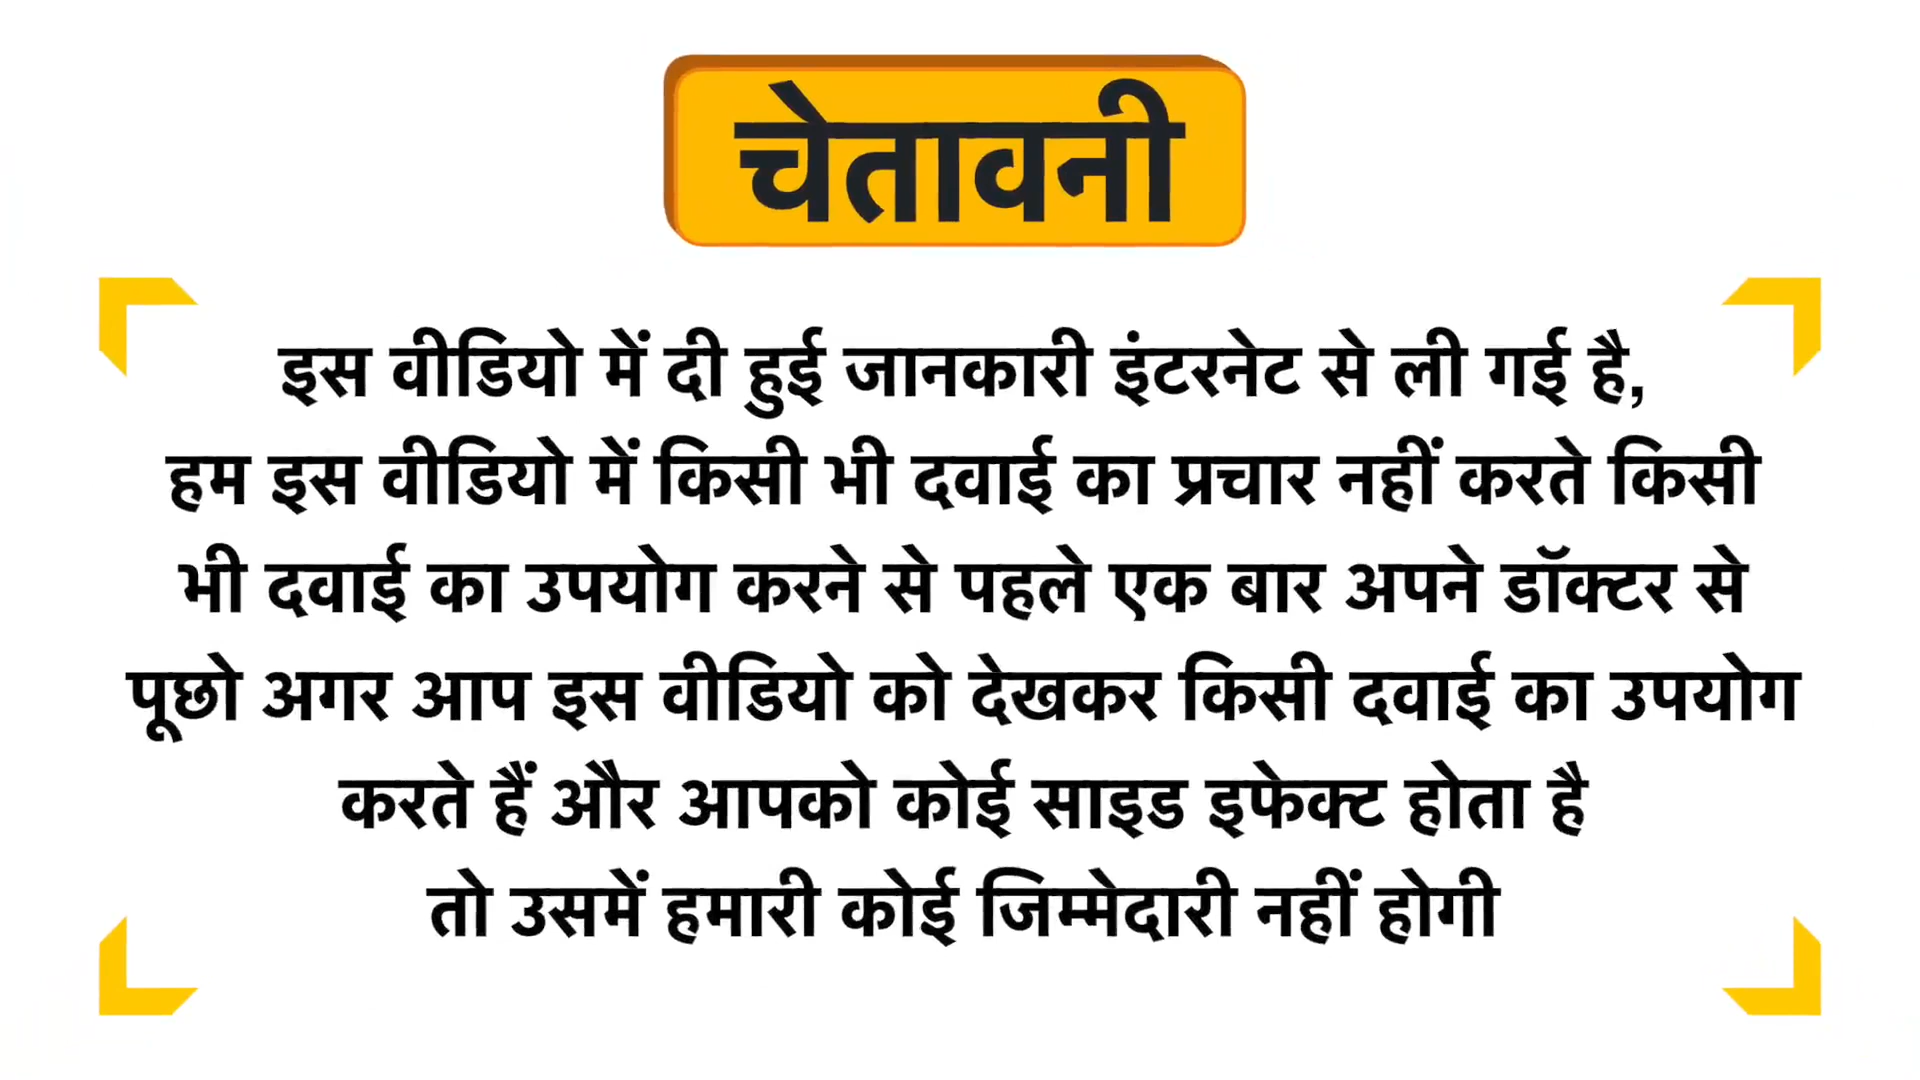 चेतावनी
इस वीडियो में दी हुई जानकारी इंटरनेट से ली गई है,
हम इस वीडियो में किसी भी दवाई का प्रचार नहीं करते किसी
भी दवाई का उपयोग करने से पहले एक बार अपने डॉक्टर से
पूछो अगर आप इस वीडियो को देखकर किसी दवाई का उपयोग
करते हैं और आपको कोई साइड इफेक्ट होता है
तो उसमें हमारी कोई जिम्मेदारी नहीं होगी